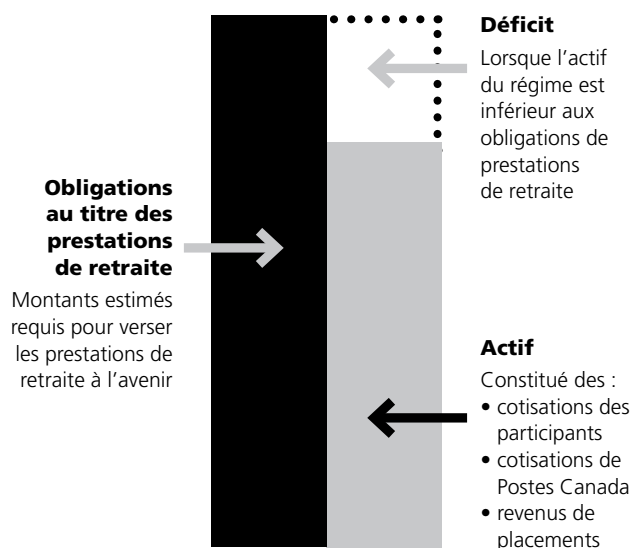 Déficit
Lorsque l’actif
du régime est
inférieur aux
obligations de
prestations
de retraite
Obligations
au titre des
prestations
de retraite
Montants estimés
requis pour verser
les prestations de
retraite à l’avenir
Actif
Constitué des :
• cotisations des
participants
• cotisations de
Postes Canada
• revenus de
placements